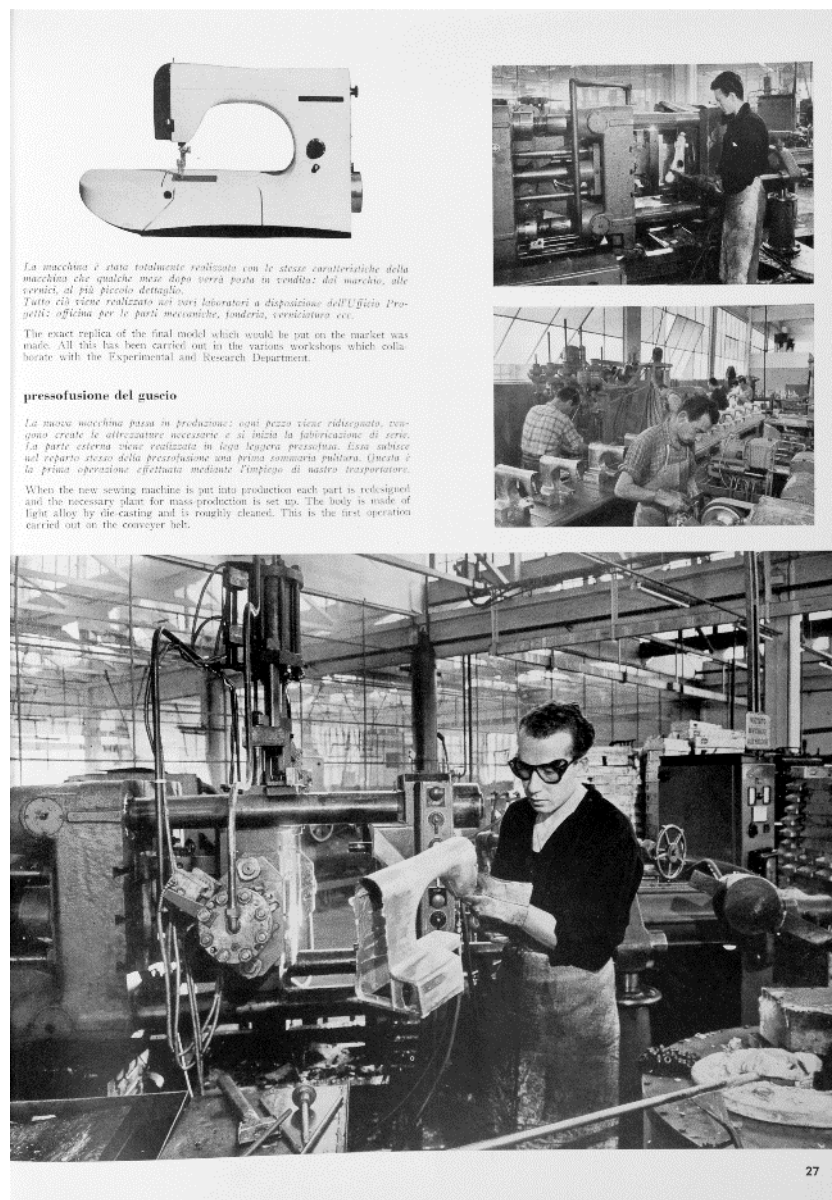 La macchina è stata totalmente realizzata con le stesse caratteristiche della
macchina che qualche mese dopo verrà posta in vendita: dal marchio, alle
vernici, al più piccolo dettaglio.
Tutto ciò viene realizzato nei vari laboratori a disposizione dell'Ufficio Pro-
getti: officina per le parti meccaniche, fonderia, verniciatura ecc.
The exact replica of the final model which would be put on the market was
made. All this has been carried out in the various workshops which colla-
borate with the Experimental and Research Department.
pressofusione del guscio
La nuova macchina passa in produzione: ogni pezzo viene ridisegnato, ven-
gono create le attrezzature necessarie e si inizia la fabbricazione di serie.
La parte esterna viene realizzata in lega leggera pressofusa. Essa subisce
nel reparto stesso della pressofusione una prima sommaria pulitura. Questa è
la prima operazione effettuata mediante l'impiego di nastro trasportatore.
When the new sewing machine is put into production each part is redesigned
and the necessary plant for mass-production is set up. The body is made of
light alloy by die-casting and is roughly cleaned. This is the first operation
carried out on the conveyer belt.
27